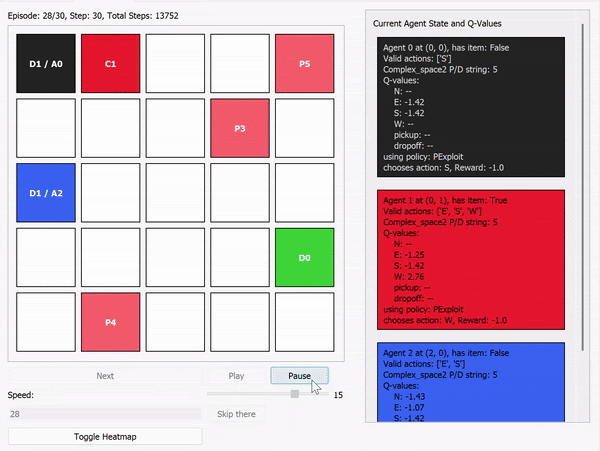 Episode: 28/30, Step: 30, Total Steps: 13752
D1 / A0
C1
P5
P3
D1 / A2
D0
P4
Next
Play
Pause
Speed:
15
28
Skip there
Toggle Heatmap
Current Agent State and Q-Values
Agent 0 at (0, 0), has item: False
Valid actions: ['S']
Complex_space2 P/D string: 5
Q-values:
N: --
E: -1.42
S: -1.42
W: --
pickup: --
dropoff: --
using policy: PExploit
chooses action: S, Reward: -1.0
Agent 1 at (0, 1), has item: True
Valid actions: ['E', 'S', 'W']
Complex_space2 P/D string: 5
Q-values:
N: --
E: -1.25
S: -1.42
W: 2.76
pickup: --
dropoff: --
using policy: PExploit
chooses action: W, Reward: -1.0
Agent 2 at (2, 0), has item: False
Valid actions: ['E', 'S']
Complex_space2 P/D string: 5
Q-values:
N: -1.43
E: -1.07
S: -1.42